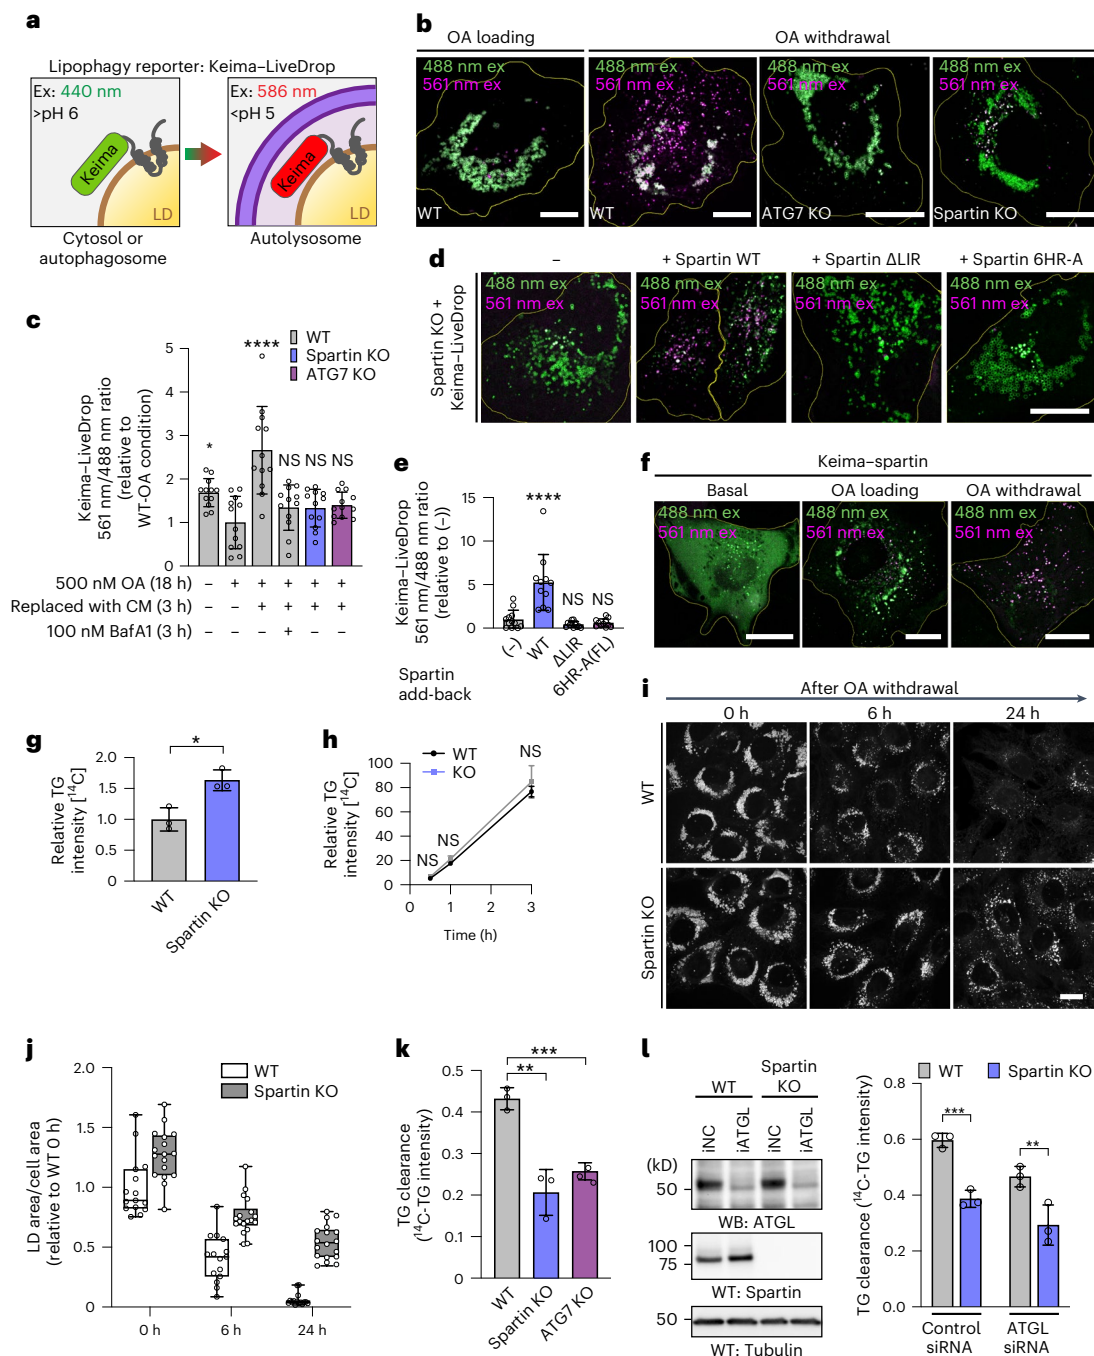 a
Lipophagy reporter: Keima–LiveDrop
Ex: 440 nm
>pH 6
Keima
LD
Cytosol or
autophagosome
Ex: 586 nm
<pH 5
Keima
LD
Autolysosome
b
OA loading
OA withdrawal
488 nm ex
561 nm ex
WT
488 nm ex
561 nm ex
WT
488 nm ex
561 nm ex
ATG7 KO
488 nm ex
561 nm ex
Spartin KO
c
Keima–LiveDrop
561 nm/488 nm ratio
(relative to
WT-OA condition)
5
4
3
2
1
0
*
****
NS NS NS
WT
Spartin KO
ATG7 KO
500 nM OA (18 h) – + + + + +
Replaced with CM (3 h) – – + + + +
100 nM BafA1 (3 h) – – – + – –
d
Spartin KO +
Keima–LiveDrop
–
+ Spartin WT
+ Spartin ΔLIR
+ Spartin 6HR-A
488 nm ex
561 nm ex
488 nm ex
561 nm ex
488 nm ex
561 nm ex
488 nm ex
561 nm ex
e
Keima–LiveDrop
561 nm/488 nm ratio
(relative to (–))
15
10
5
0
****
NS NS
(–)
WT
ΔLIR
6HR-A(FL)
Spartin
add-back
f
Keima–spartin
Basal
OA loading
OA withdrawal
488 nm ex
561 nm ex
488 nm ex
561 nm ex
488 nm ex
561 nm ex
g
Relative TG
intensity [¹⁴C]
2.0
1.5
1.0
0.5
0
*
WT
Spartin KO
h
Relative TG
intensity [¹⁴C]
100
80
60
40
20
0
WT
KO
NS
NS
NS
0 1 2 3
Time (h)
i
After OA withdrawal
0 h
6 h
24 h
WT
Spartin KO
j
LD area/cell area
(relative to WT 0 h)
2.0
1.5
1.0
0.5
0
WT
Spartin KO
0 h
6 h
24 h
k
TG clearance
(¹⁴C-TG intensity)
0.5
0.4
0.3
0.2
0.1
0
***
**
WT
Spartin KO
ATG7 KO
l
WT
Spartin
KO
iNC
iATGL
iNC
iATGL
(kD)
50
WB: ATGL
100
75
WT: Spartin
50
WT: Tubulin
WT
Spartin KO
TG clearance (¹⁴C-TG intensity)
0.8
0.6
0.4
0.2
0.0
***
**
Control
siRNA
ATGL
siRNA